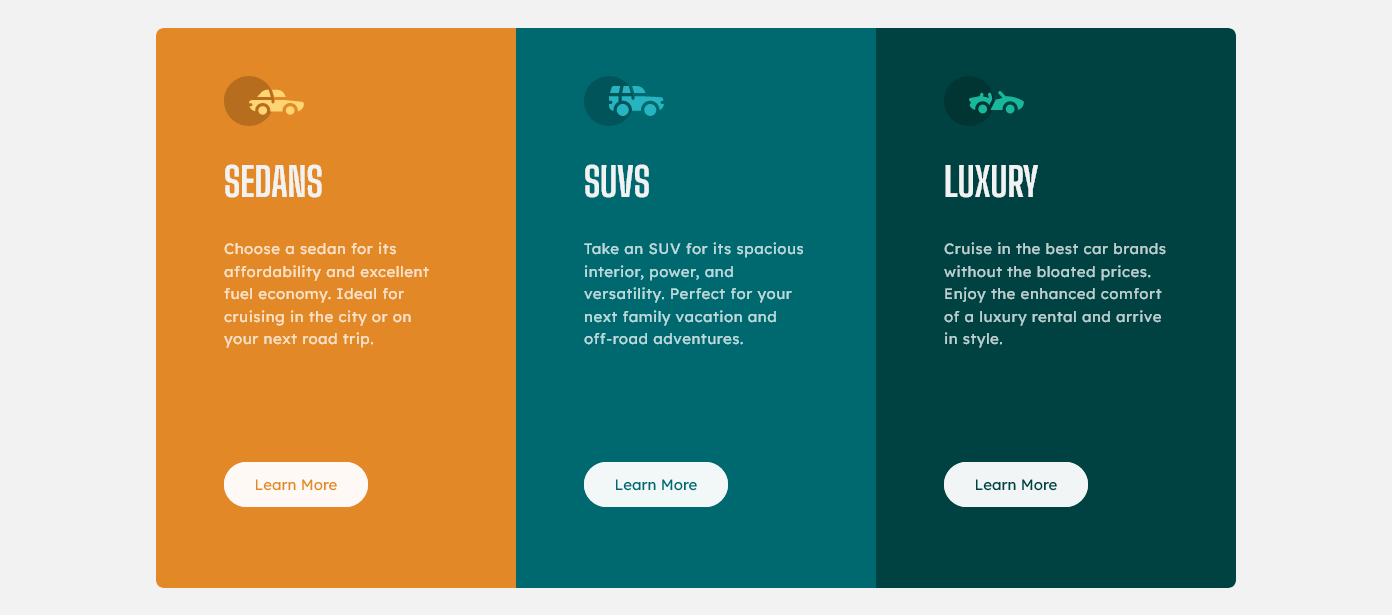 SEDANS
Choose a sedan for its
affordability and excellent
fuel economy. Ideal for
cruising in the city or on
your next road trip.
Learn More
SUVS
Take an SUV for its spacious
interior, power, and
versatility. Perfect for your
next family vacation and
off-road adventures.
Learn More
LUXURY
Cruise in the best car brands
without the bloated prices.
Enjoy the enhanced comfort
of a luxury rental and arrive
in style.
Learn More